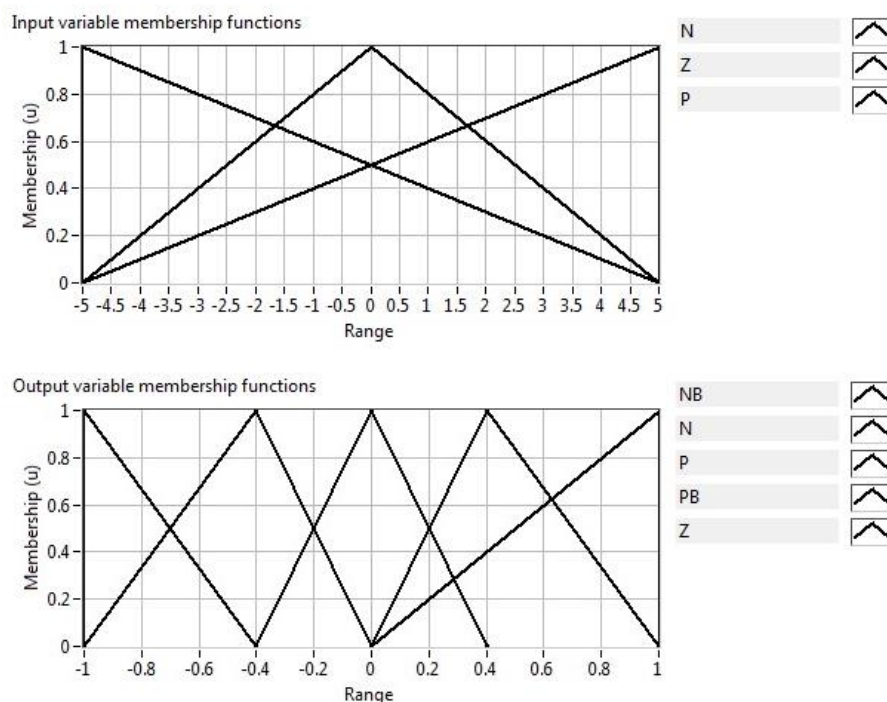 Input variable membership functions
N
Z
P
1
0.8
0.6
0.4
0.2
0
Membership (u)
-5 -4.5 -4 -3.5 -3 -2.5 -2 -1.5 -1 -0.5 0 0.5 1 1.5 2 2.5 3 3.5 4 4.5 5
Range
Output variable membership functions
NB
N
P
PB
Z
1
0.8
0.6
0.4
0.2
0
Membership (u)
-1 -0.8 -0.6 -0.4 -0.2 0 0.2 0.4 0.6 0.8 1
Range